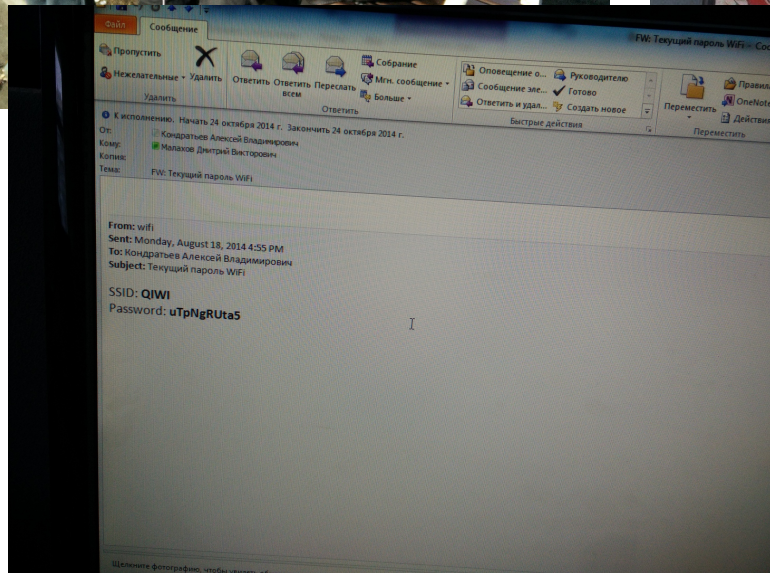 FW: Текущий пароль WiFi – Соо
Файл
Сообщение
Пропустить
Нежелательные
Удалить
Удалить
Ответить
Ответить всем
Переслать
Собрание
Мгн. сообщение
Больше
Ответить
Оповещение о...
Сообщение эле...
Ответить и удал...
Руководителю
Готово
Создать новое
Быстрые действия
Переместить
Правил
OneNote
Действия
Переместить
К исполнению. Начать 24 октября 2014 г. Закончить 24 октября 2014 г.
От: Кондратьев Алексей Владимирович
Кому: Малахов Дмитрий Викторович
Копия:
Тема: FW: Текущий пароль WiFi
From: wifi
Sent: Monday, August 18, 2014 4:55 PM
To: Кондратьев Алексей Владимирович
Subject: Текущий пароль WiFi
SSID: QIWI
Password: uTpNgRUta5
Щелкните фотографию, чтобы увидеть